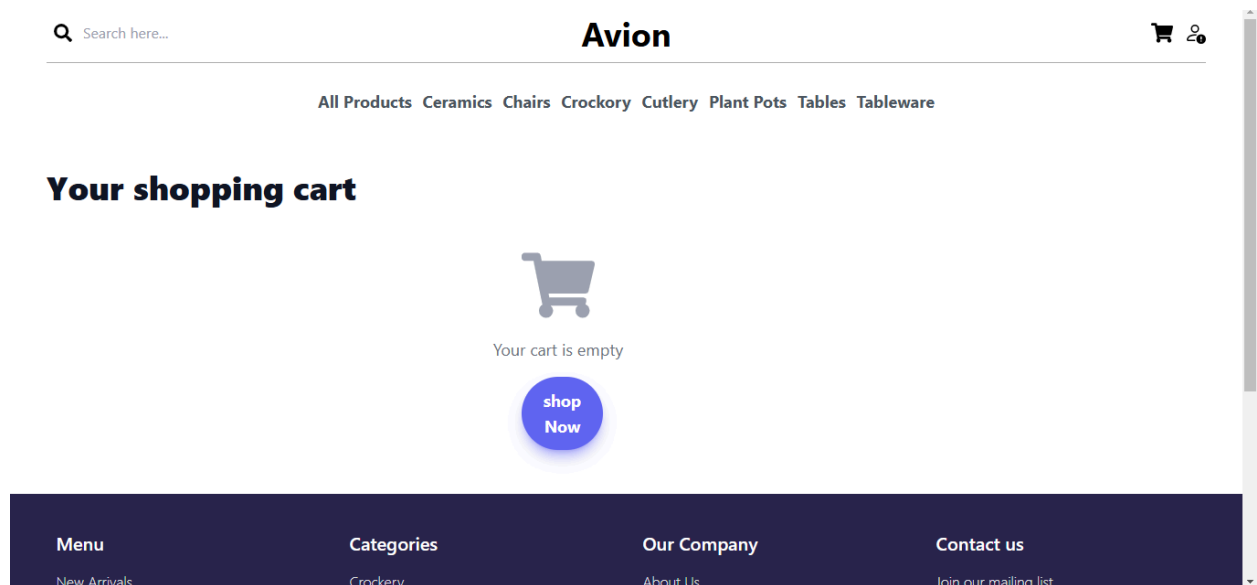 Search here...
Avion
All Products Ceramics Chairs Crockory Cutlery Plant Pots Tables Tableware
Your shopping cart
Your cart is empty
shop
Now
Menu
Categories
Our Company
Contact us
New Arrivals
Crockery
About Us
Join our mailing list